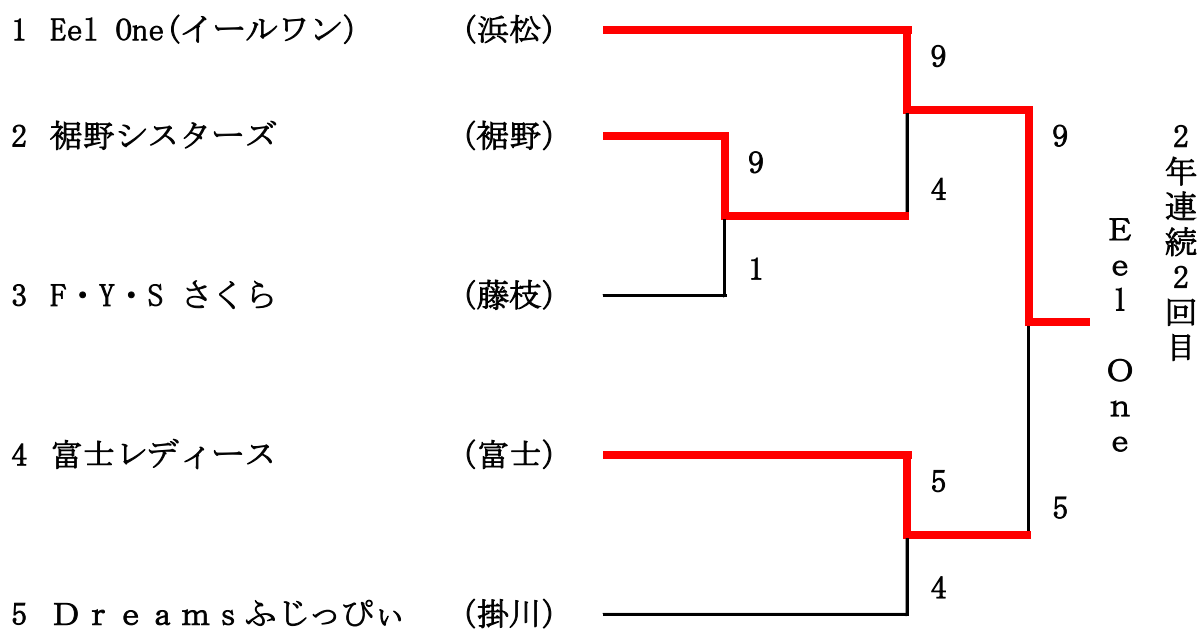 1 Eel One(イールワン) (浜松)
9
2 裾野シスターズ (裾野)
9
9
4
3 F・Y・S さくら (藤枝)
1
4 富士レディース (富士)
5
5
5 Ｄｒｅａｍｓふじっぴぃ (掛川)
4
Ｅｅｌ Ｏｎｅ
２年連続２回目